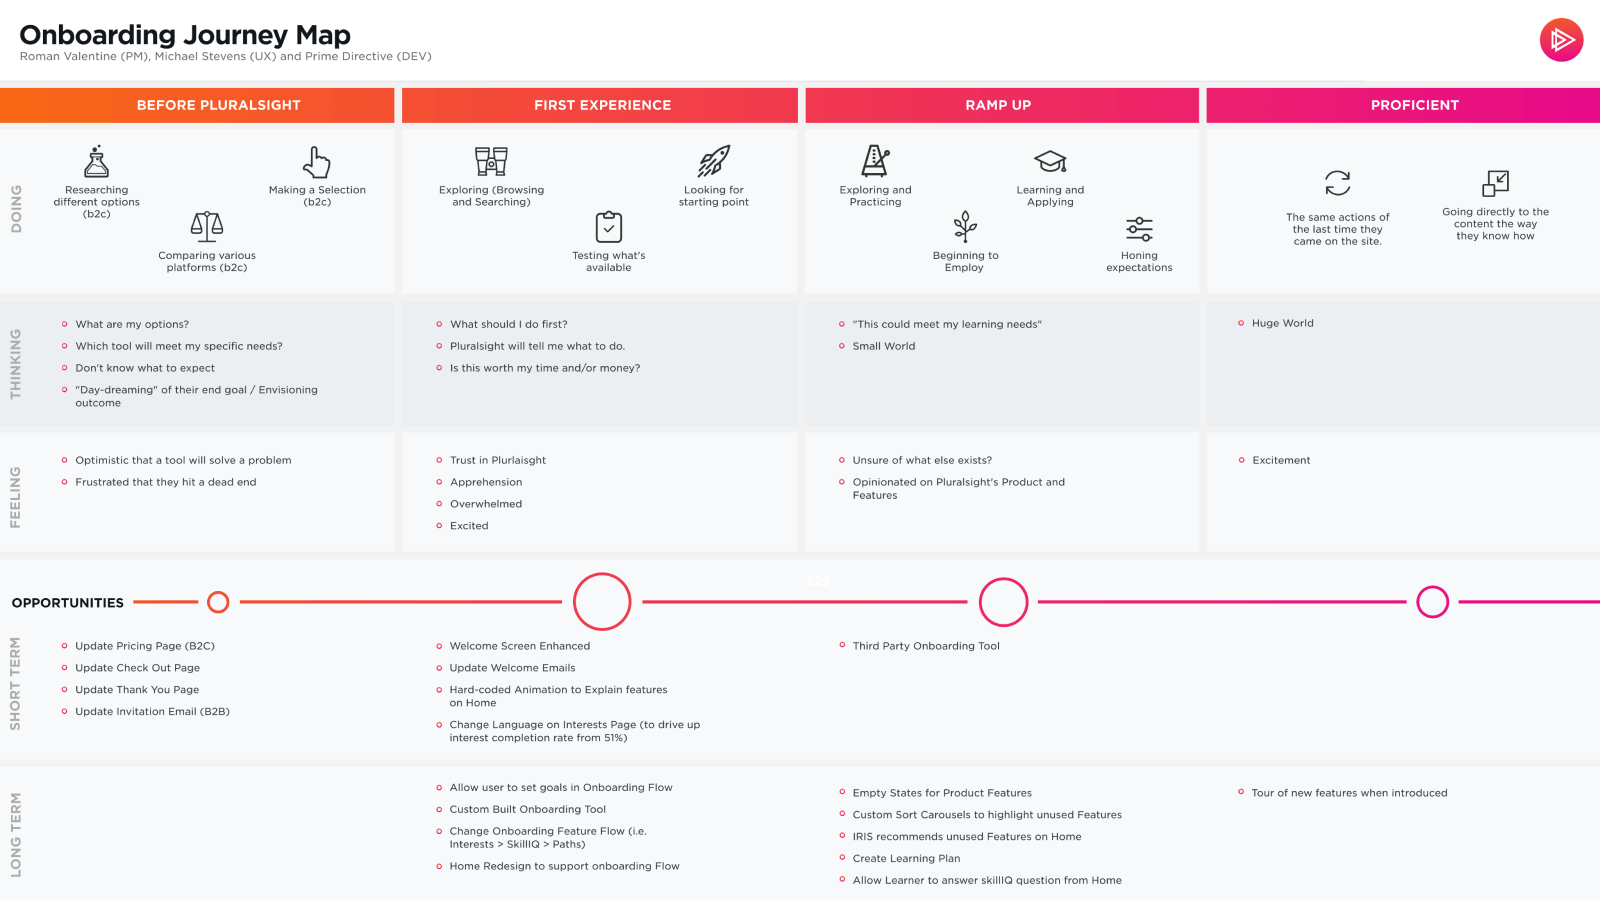 Onboarding Journey Map
Roman Valentine (PM), Michael Stevens (UX) and Prime Directive (DEV)
BEFORE PLURALSIGHT
FIRST EXPERIENCE
RAMP UP
PROFICIENT
DOING
Researching
different options
(b2c)
Making a Selection
(b2c)
Comparing various
platforms (b2c)
Exploring (Browsing
and Searching)
Looking for
starting point
Testing what's
available
Exploring and
Practicing
Learning and
Applying
Beginning to
Employ
Honing
expectations
The same actions of
the last time they
came on the site.
Going directly to the
content the way
they know how
THINKING
What are my options?
Which tool will meet my specific needs?
Don't know what to expect
"Day-dreaming" of their end goal / Envisioning
outcome
What should I do first?
Pluralsight will tell me what to do.
Is this worth my time and/or money?
"This could meet my learning needs"
Small World
Huge World
FEELING
Optimistic that a tool will solve a problem
Frustrated that they hit a dead end
Trust in Plurlaisght
Apprehension
Overwhelmed
Excited
Unsure of what else exists?
Opinionated on Pluralsight's Product and
Features
Excitement
529
OPPORTUNITIES
SHORT TERM
Update Pricing Page (B2C)
Update Check Out Page
Update Thank You Page
Update Invitation Email (B2B)
Welcome Screen Enhanced
Update Welcome Emails
Hard-coded Animation to Explain features
on Home
Change Language on Interests Page (to drive up
interest completion rate from 51%)
Third Party Onboarding Tool
LONG TERM
Allow user to set goals in Onboarding Flow
Custom Built Onboarding Tool
Change Onboarding Feature Flow (i.e.
Interests > SkillIQ > Paths)
Home Redesign to support onboarding Flow
Empty States for Product Features
Custom Sort Carousels to highlight unused Features
IRIS recommends unused Features on Home
Create Learning Plan
Allow Learner to answer skillIQ question from Home
Tour of new features when introduced